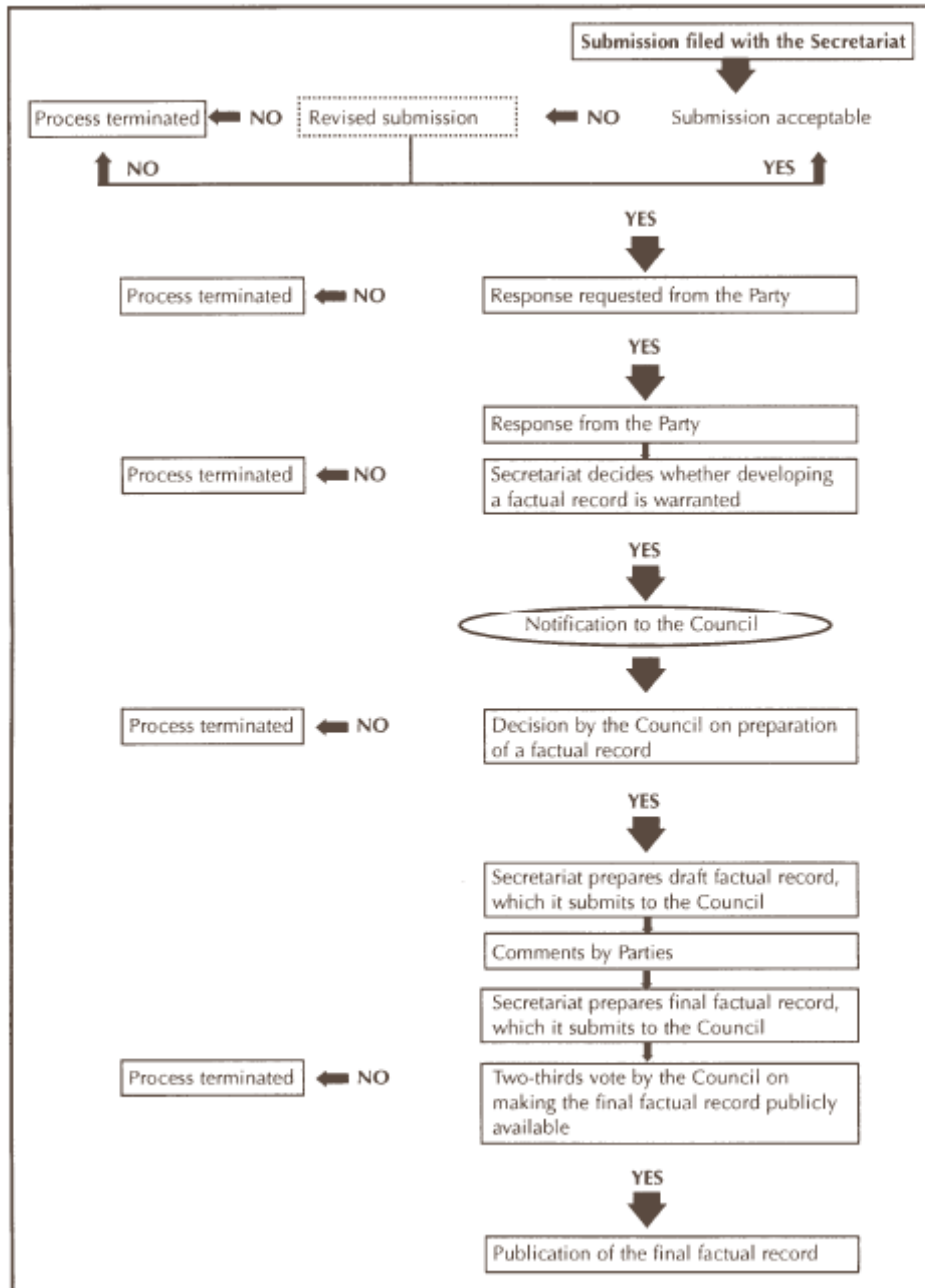 Submission filed with the Secretariat
Process terminated NO Revised submission NO Submission acceptable
NO YES
YES
Process terminated NO Response requested from the Party
YES
Response from the Party
Process terminated NO Secretariat decides whether developing
a factual record is warranted
YES
Notification to the Council
Process terminated NO Decision by the Council on preparation
of a factual record
YES
Secretariat prepares draft factual record,
which it submits to the Council
Comments by Parties
Secretariat prepares final factual record,
which it submits to the Council
Process terminated NO Two-thirds vote by the Council on
making the final factual record publicly
available
YES
Publication of the final factual record